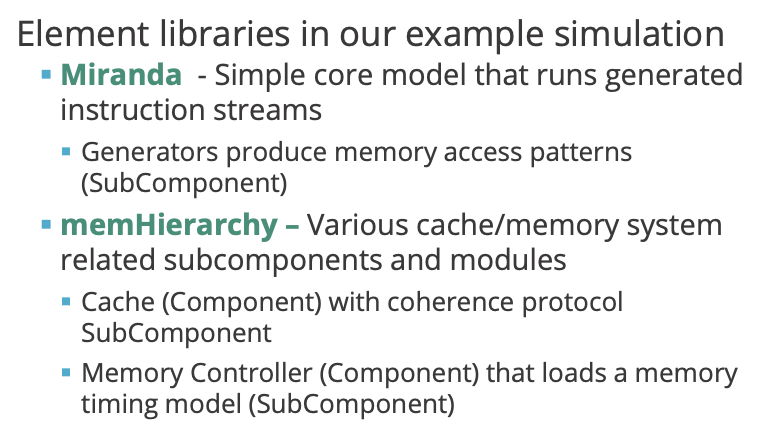 Element libraries in our example simulation
▪ Miranda - Simple core model that runs generated
instruction streams
▪ Generators produce memory access patterns
(SubComponent)
▪ memHierarchy – Various cache/memory system
related subcomponents and modules
▪ Cache (Component) with coherence protocol
SubComponent
▪ Memory Controller (Component) that loads a memory
timing model (SubComponent)